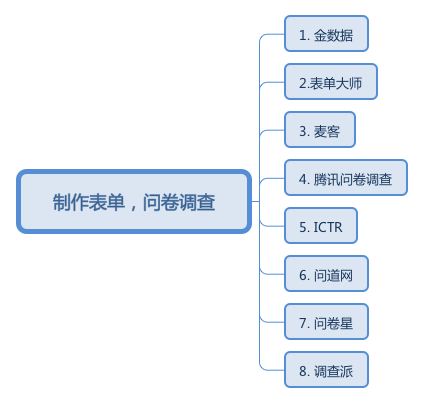 制作表单，问卷调查
1. 金数据
2.表单大师
3. 麦客
4. 腾讯问卷调查
5. ICTR
6. 问道网
7. 问卷星
8. 调查派